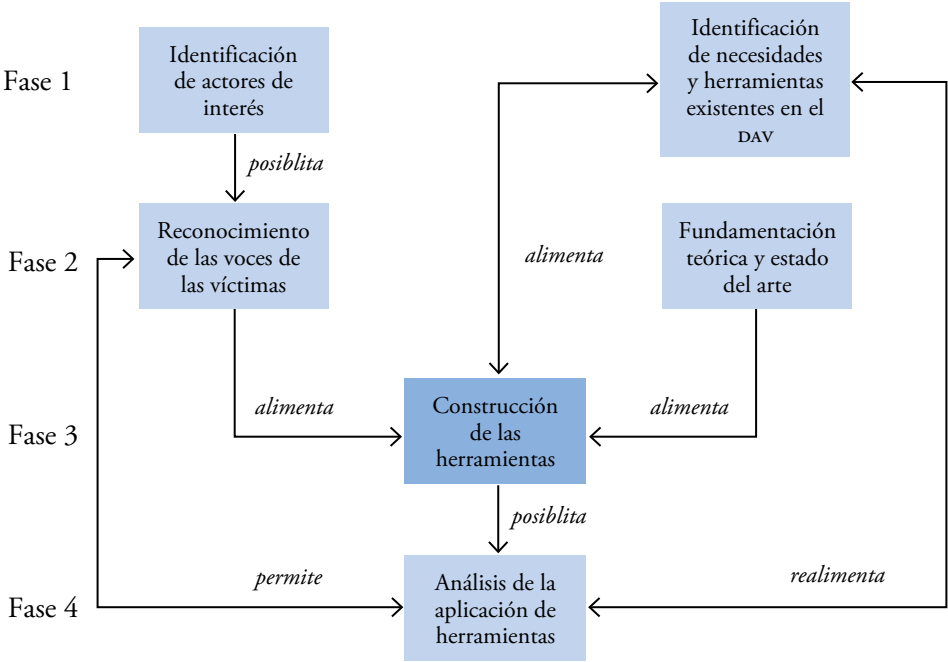 Fase 1
Identificación
de actores de
interés
Identificación
de necesidades
y herramientas
existentes en el
DAV
posiblita
Fase 2
Reconocimiento
de las voces de
las víctimas
alimenta
Fundamentación
teórica y estado
del arte
Fase 3
alimenta
Construcción
de las
herramientas
alimenta
posiblita
Fase 4
permite
Análisis de la
aplicación de
herramientas
realimenta